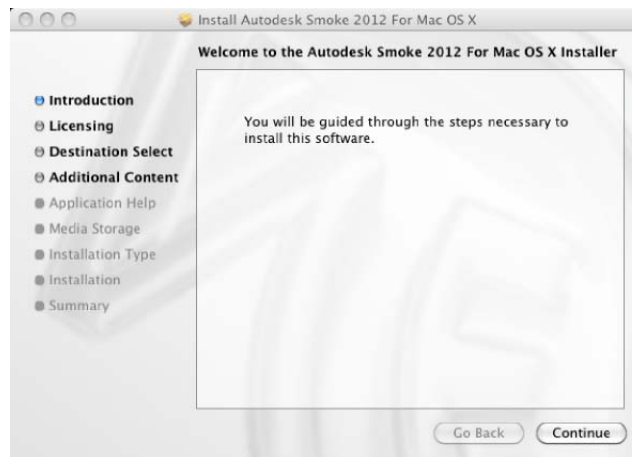 Install Autodesk Smoke 2012 For Mac OS X
Welcome to the Autodesk Smoke 2012 For Mac OS X Installer
Introduction
Licensing
Destination Select
Additional Content
Application Help
Media Storage
Installation Type
Installation
Summary
You will be guided through the steps necessary to
install this software.
Go Back
Continue